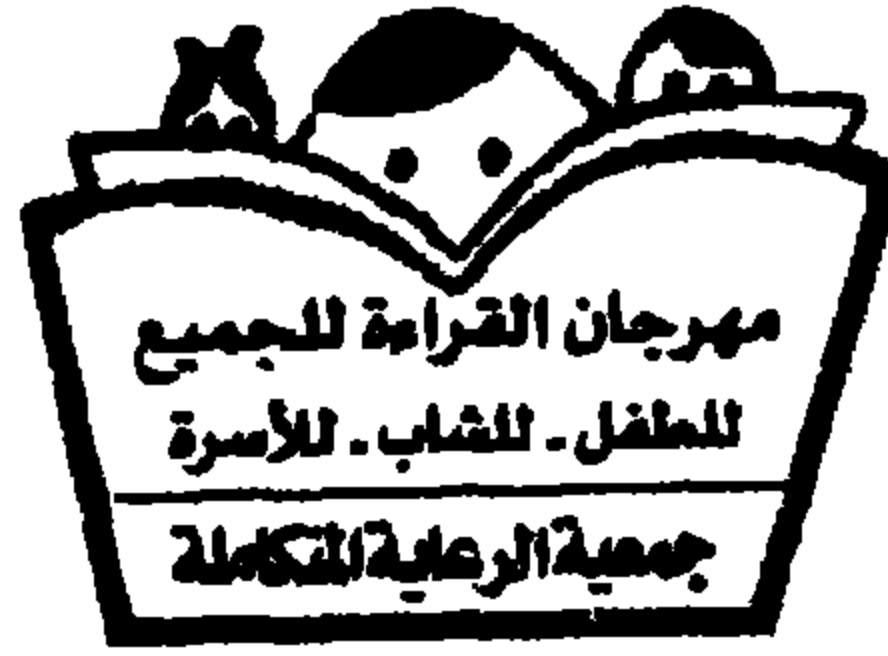 مهرجان القراءة للجميع
للطفل - للشاب - للأسرة
جمعية الرعاية المتكاملة